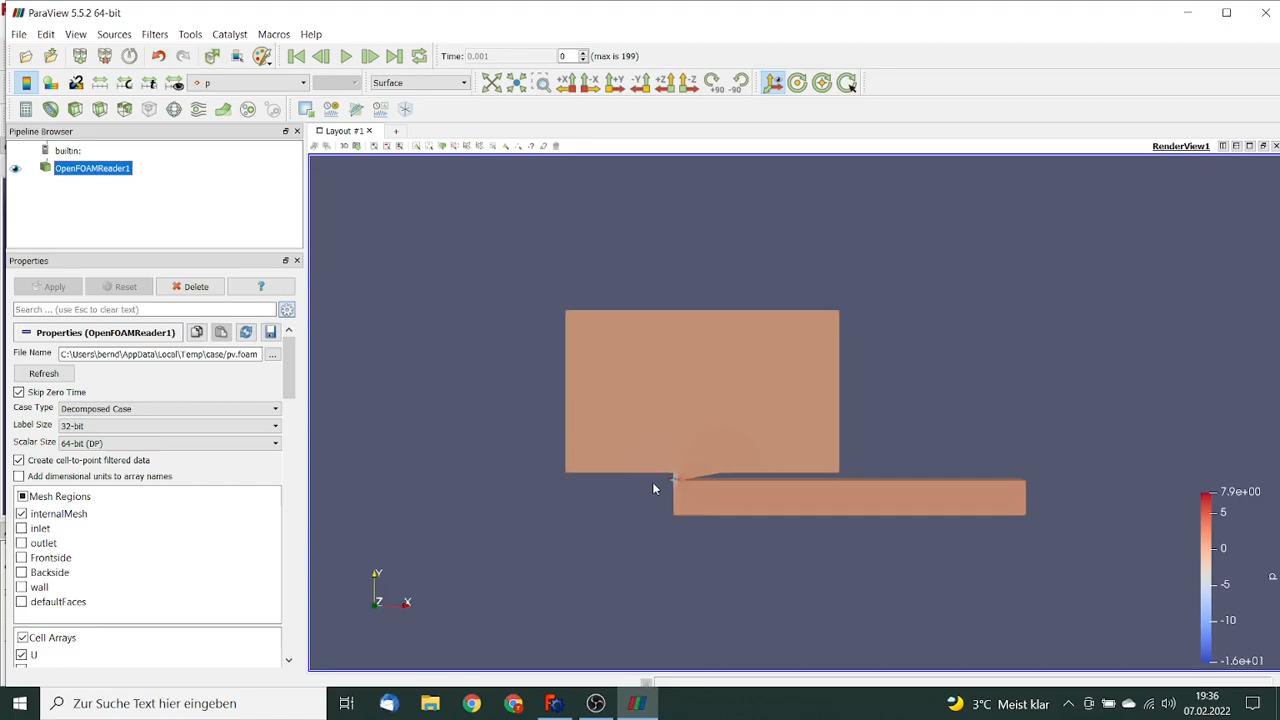 ParaView 5.5.2 64-bit
File Edit View Sources Filters Tools Catalyst Macros Help
Time: 0.001 0 (max is 199)
p Surface +X -X +Y -Y +Z -Z +90 -90
Pipeline Browser
Layout #1
builtin:
3D RenderView1
OpenFOAMReader1
Properties
Apply Reset Delete ?
Search ... (use Esc to clear text)
Properties (OpenFOAMReader1)
File Name C:\Users\bernd\AppData\Local\Temp\case/pv.foam ...
Refresh
Skip Zero Time
Case Type Decomposed Case
Label Size 32-bit
Scalar Size 64-bit (DP)
Create cell-to-point filtered data
Add dimensional units to array names
Mesh Regions
internalMesh
inlet
outlet
Frontside
Backside
wall
defaultFaces
Cell Arrays
U
Y
Z X
7.9e+00
5
0
-5
-10
-1.6e+01
p
Zur Suche Text hier eingeben
3°C Meist klar
19:36
07.02.2022